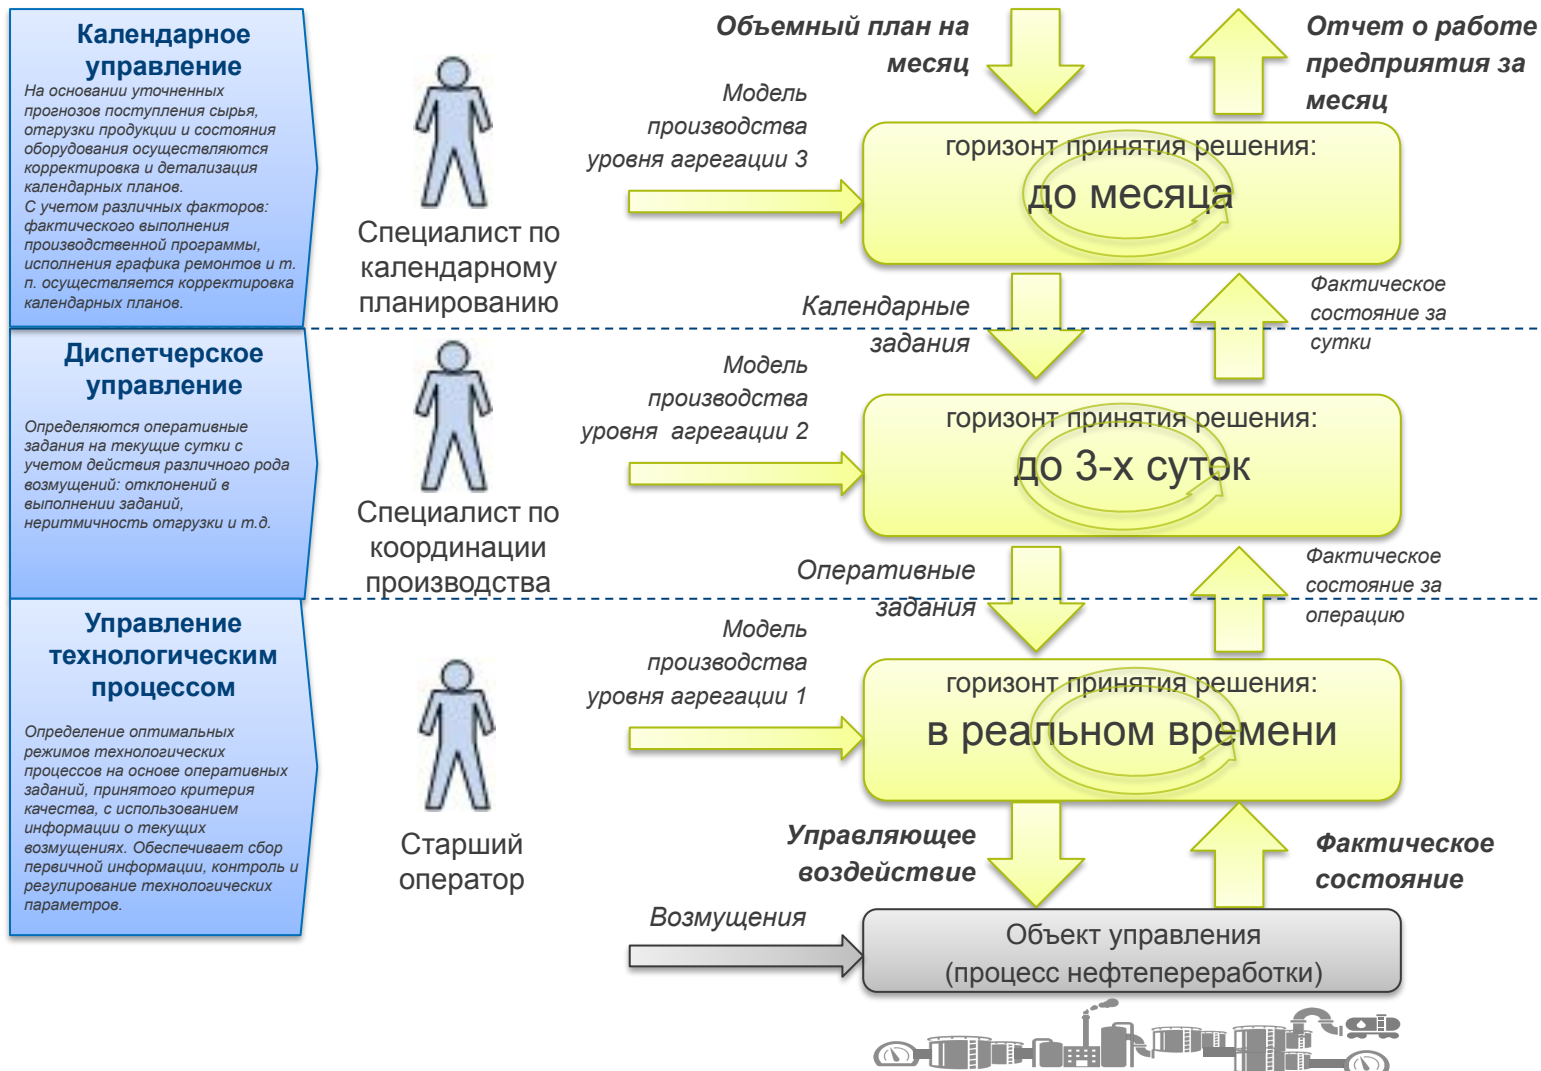 Календарное
управление
На основании уточненных
прогнозов поступления сырья,
отгрузки продукции и состояния
оборудования осуществляются
корректировка и детализация
календарных планов.
С учетом различных факторов:
фактического выполнения
производственной программы,
исполнения графика ремонтов и т.
п. осуществляется корректировка
календарных планов.
Специалист по
календарному
планированию
Объемный план на
месяц
Отчет о работе
предприятия за
месяц
Модель
производства
уровня агрегации 3
горизонт принятия решения:
до месяца
Календарные
задания
Фактическое
состояние за
сутки
Диспетчерское
управление
Определяются оперативные
задания на текущие сутки с
учетом действия различного рода
возмущений: отклонений в
выполнении заданий,
неритмичность отгрузки и т.д.
Специалист по
координации
производства
Модель
производства
уровня агрегации 2
горизонт принятия решения:
до 3-х суток
Оперативные
задания
Фактическое
состояние за
операцию
Управление
технологическим
процессом
Определение оптимальных
режимов технологических
процессов на основе оперативных
заданий, принятого критерия
качества, с использованием
информации о текущих
возмущениях. Обеспечивает сбор
первичной информации, контроль и
регулирование технологических
параметров.
Старший
оператор
Модель
производства
уровня агрегации 1
горизонт принятия решения:
в реальном времени
Управляющее
воздействие
Фактическое
состояние
Возмущения
Объект управления
(процесс нефтепереработки)